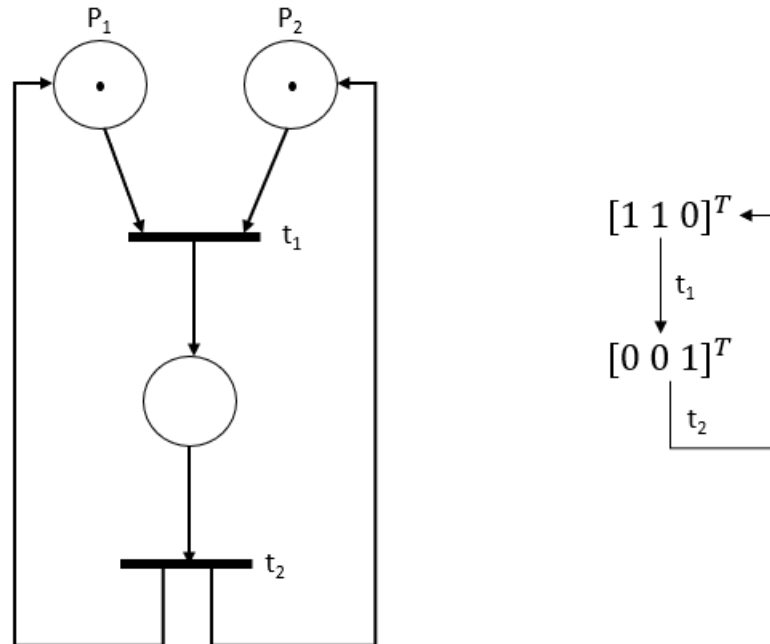 P₁ P₂
t₁
t₂
[1 1 0]ᵀ
t₁
[0 0 1]ᵀ
t₂